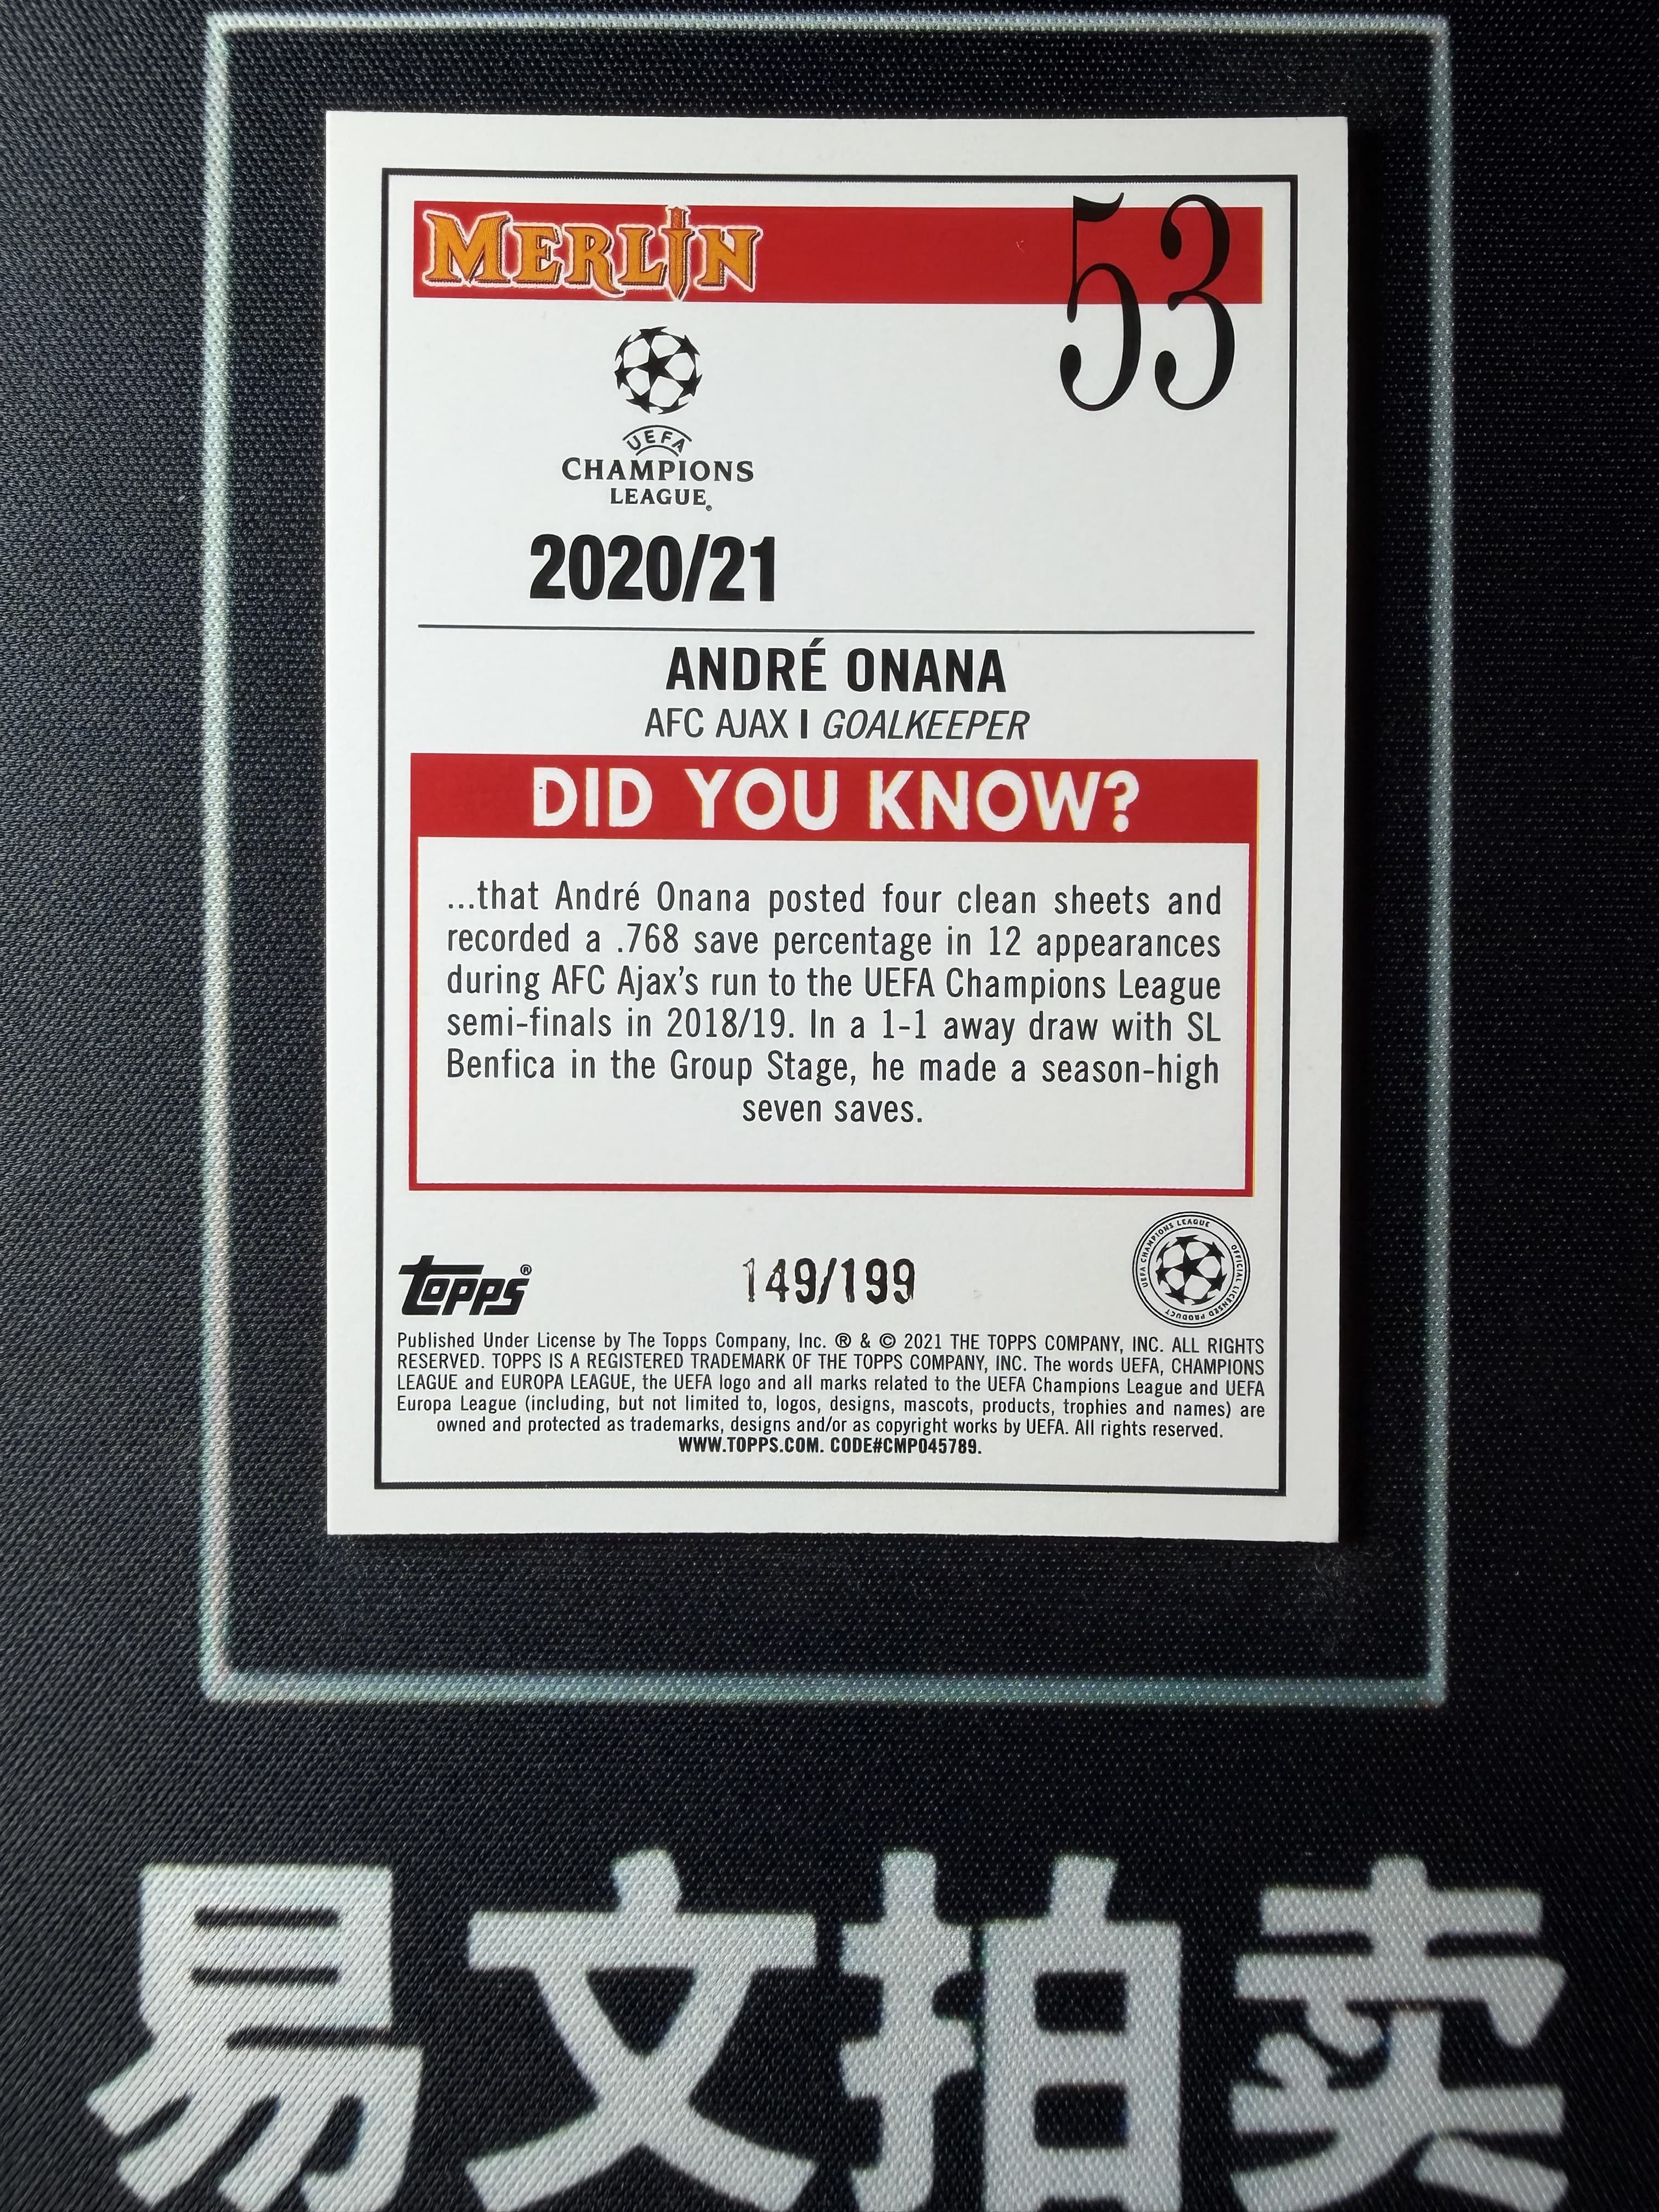 MERLIN
53
UEFA
CHAMPIONS
LEAGUE®
2020/21
ANDRÉ ONANA
AFC AJAX | GOALKEEPER
DID YOU KNOW?
...that André Onana posted four clean sheets and
recorded a .768 save percentage in 12 appearances
during AFC Ajax's run to the UEFA Champions League
semi-finals in 2018/19. In a 1-1 away draw with SL
Benfica in the Group Stage, he made a season-high
seven saves.
topps®
149/199
UEFA CHAMPIONS LEAGUE OFFICIAL LICENSED PRODUCT
Published Under License by The Topps Company, Inc. ® & © 2021 THE TOPPS COMPANY, INC. ALL RIGHTS
RESERVED. TOPPS IS A REGISTERED TRADEMARK OF THE TOPPS COMPANY, INC. The words UEFA, CHAMPIONS
LEAGUE and EUROPA LEAGUE, the UEFA logo and all marks related to the UEFA Champions League and UEFA
Europa League (including, but not limited to, logos, designs, mascots, products, trophies and names) are
owned and protected as trademarks, designs and/or as copyright works by UEFA. All rights reserved.
WWW.TOPPS.COM. CODE#CMP045789.
易文拍卖